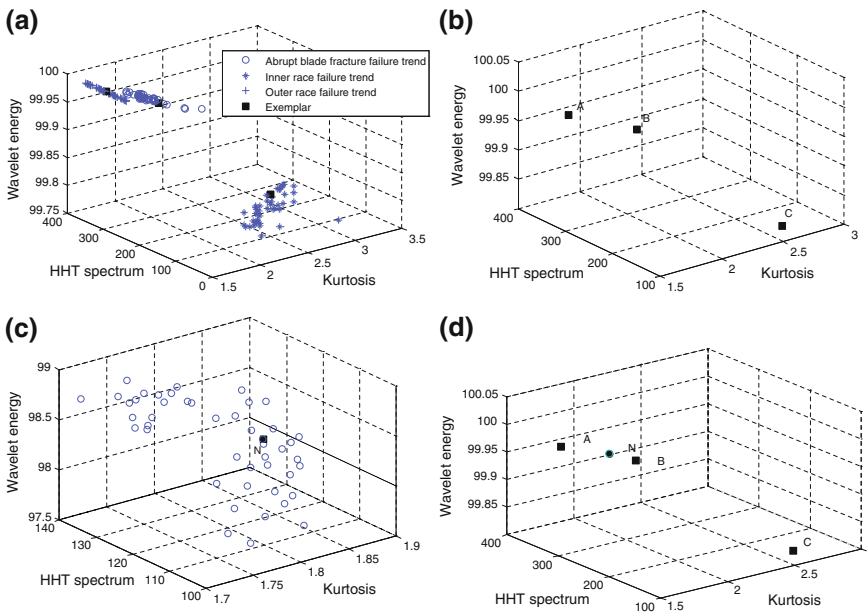 (a)
100
99.95
99.9
99.85
99.8
99.75
400
300
200
100
0
1.5
2
2.5
3
3.5
Wavelet energy
HHT spectrum
Kurtosis
Abrupt blade fracture failure trend
Inner race failure trend
Outer race failure trend
Exemplar
(b)
100.05
100
99.95
99.9
99.85
400
300
200
100
1.5
2
2.5
3
Wavelet energy
HHT spectrum
Kurtosis
A
B
C
(c)
99
98.5
98
97.5
140
130
120
110
100
1.7
1.75
1.8
1.85
1.9
Wavelet energy
HHT spectrum
Kurtosis
N
(d)
100.05
100
99.95
99.9
99.85
400
300
200
100
1.5
2
2.5
Wavelet energy
HHT spectrum
Kurtosis
A
N
B
C